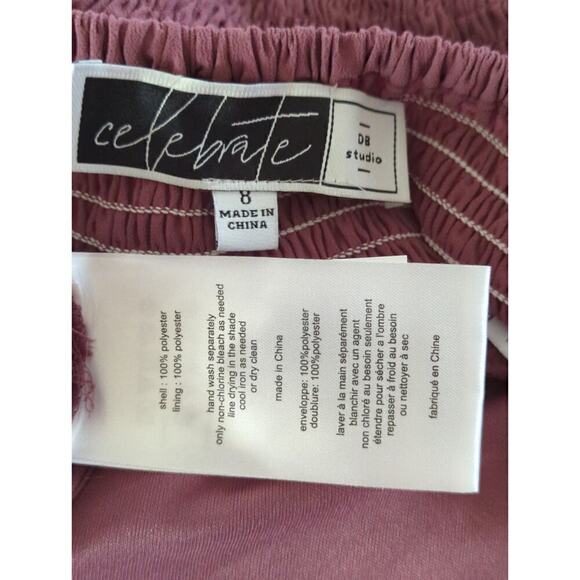 celebrate
DB
studio
8
MADE IN
CHINA
shell : 100% polyester
lining : 100% polyester
hand wash separately
only non-chlorine bleach as needed
line drying in the shade
cool iron as needed
or dry clean
made in China
enveloppe: 100%polyester
doublure: 100%polyester
laver à la main séparément
blanchir avec un agent
non chloré au besoin seulement
étendre pour sécher a l'ombre
repasser à froid au besoin
ou nettoyer à sec
fabriqué en Chine